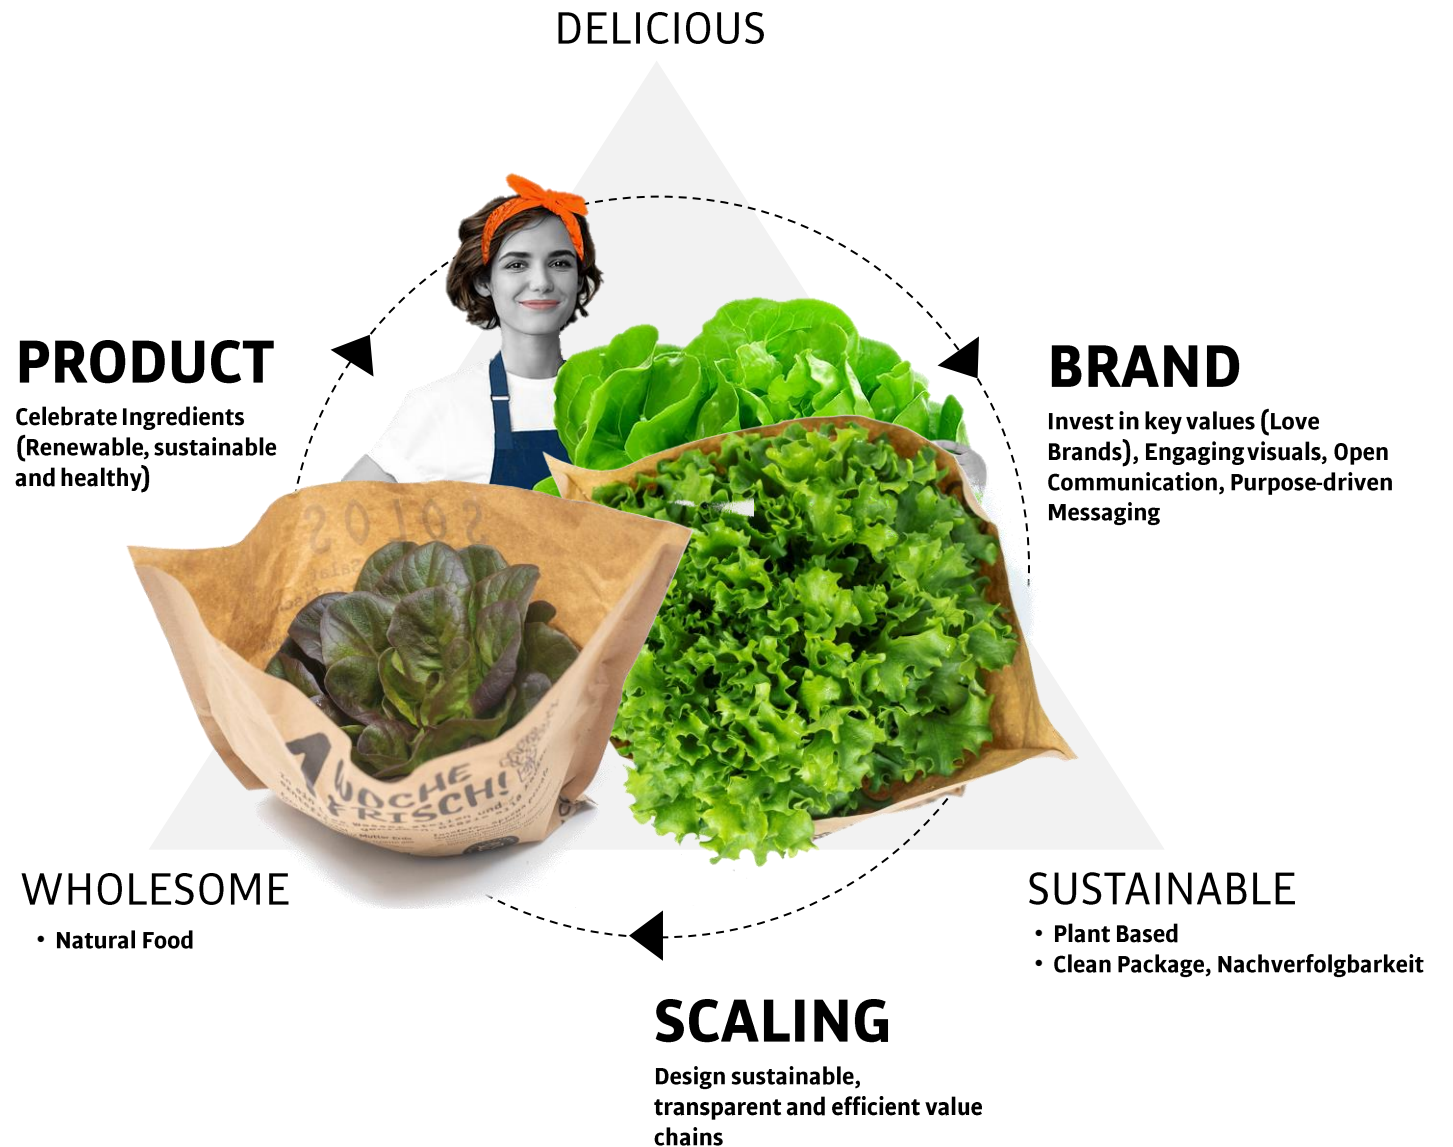 DELICIOUS
PRODUCT
Celebrate Ingredients
(Renewable, sustainable
and healthy)
BRAND
Invest in key values (Love
Brands), Engaging visuals, Open
Communication, Purpose-driven
Messaging
SOLOS
1 WOCHE
FRISCH!
WHOLESOME
• Natural Food
SUSTAINABLE
• Plant Based
• Clean Package, Nachverfolgbarkeit
SCALING
Design sustainable,
transparent and efficient value
chains